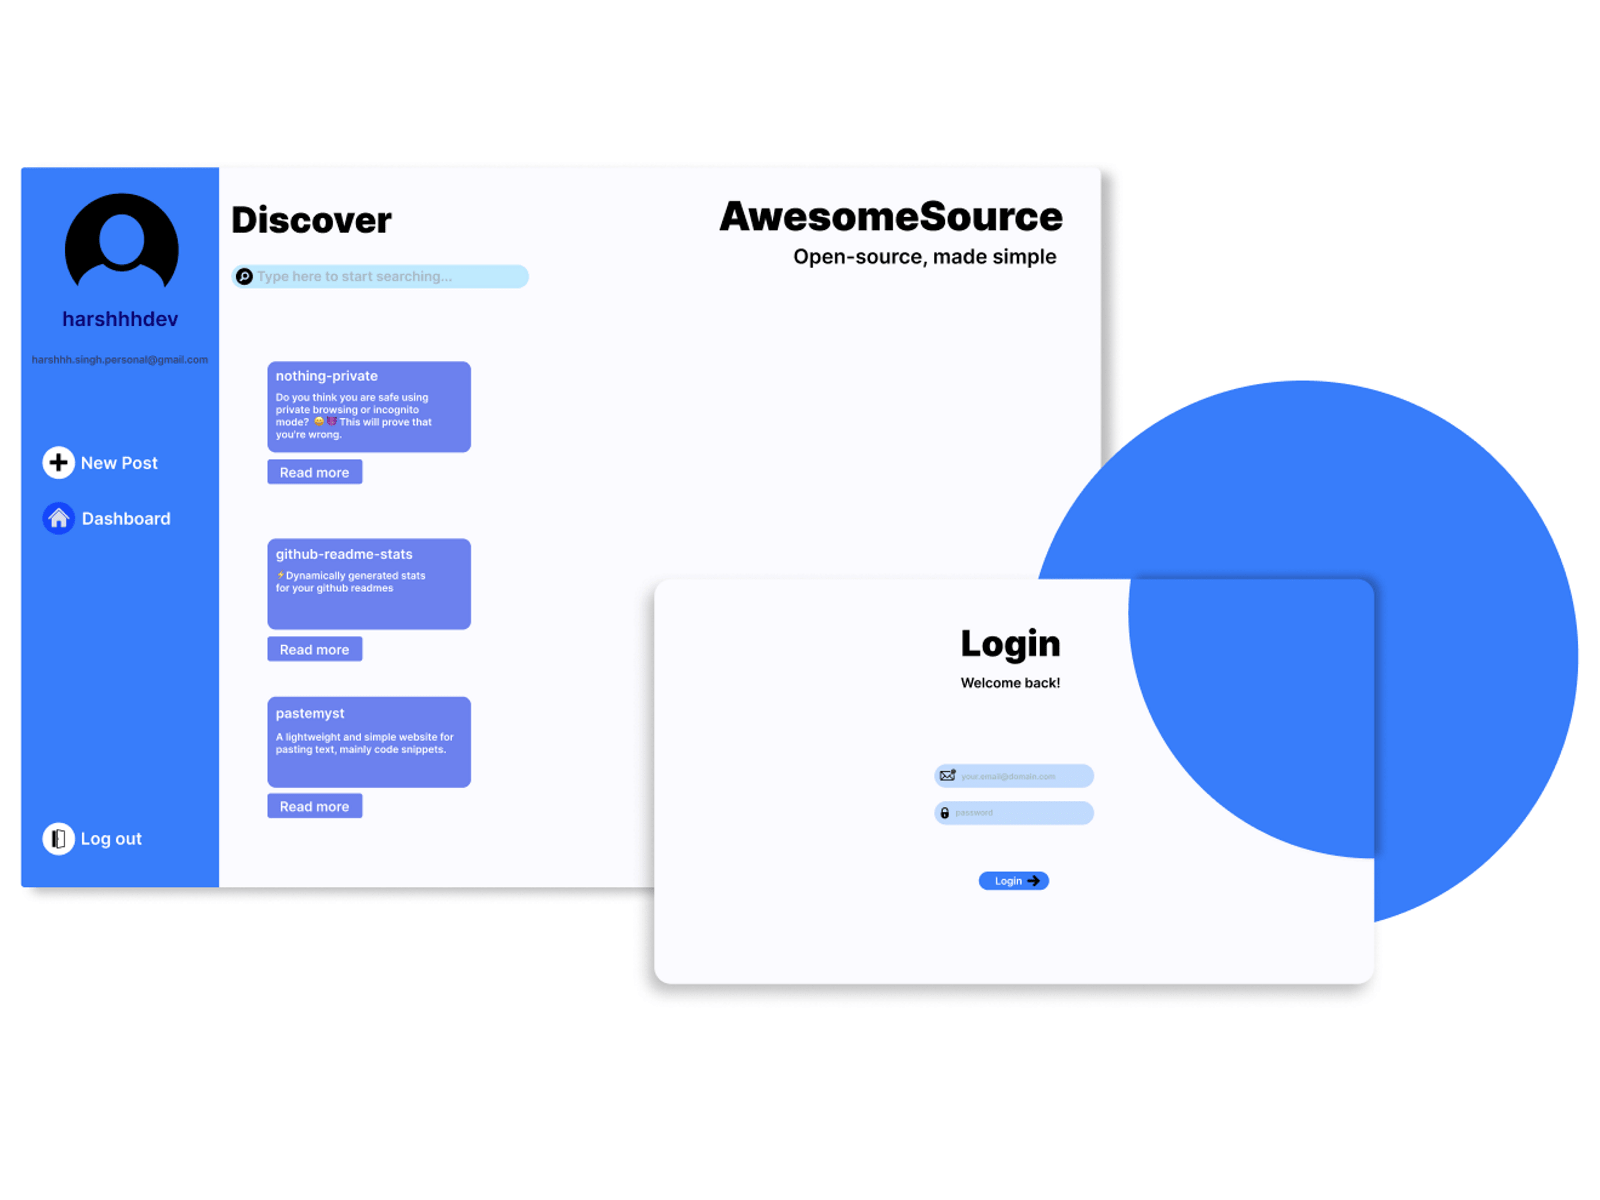 harshhhdev
harshhh.singh.personal@gmail.com
New Post
Dashboard
Log out
Discover
Type here to start searching...
AwesomeSource
Open-source, made simple
nothing-private
Do you think you are safe using
private browsing or incognito
mode? 😄👿 This will prove that
you're wrong.
Read more
github-readme-stats
⚡Dynamically generated stats
for your github readmes
Read more
pastemyst
A lightweight and simple website for
pasting text, mainly code snippets.
Read more
Login
Welcome back!
your.email@domain.com
password
Login